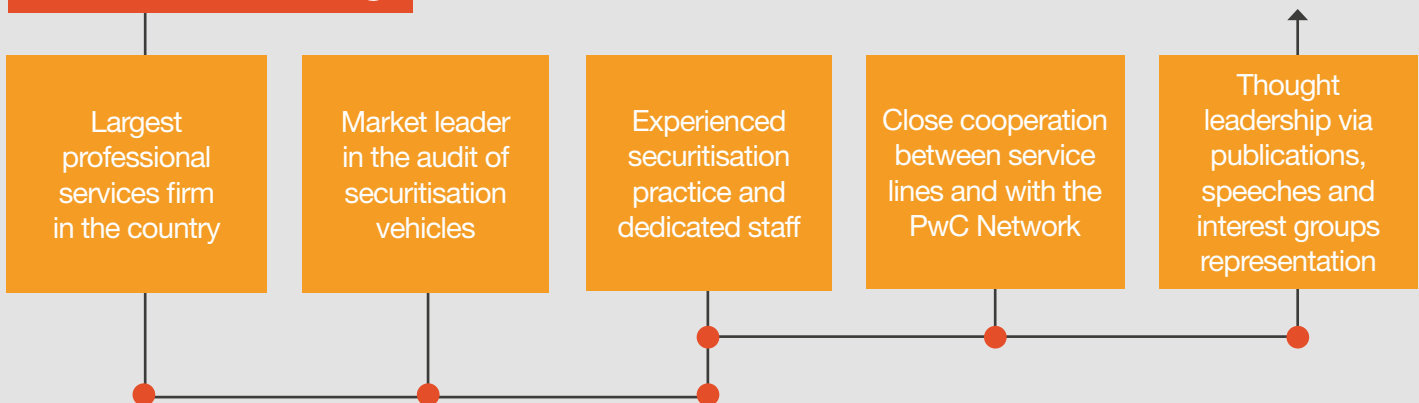 Largest
professional
services firm
in the country
Market leader
in the audit of
securitisation
vehicles
Experienced
securitisation
practice and
dedicated staff
Close cooperation
between service
lines and with the
PwC Network
Thought
leadership via
publications,
speeches and
interest groups
representation